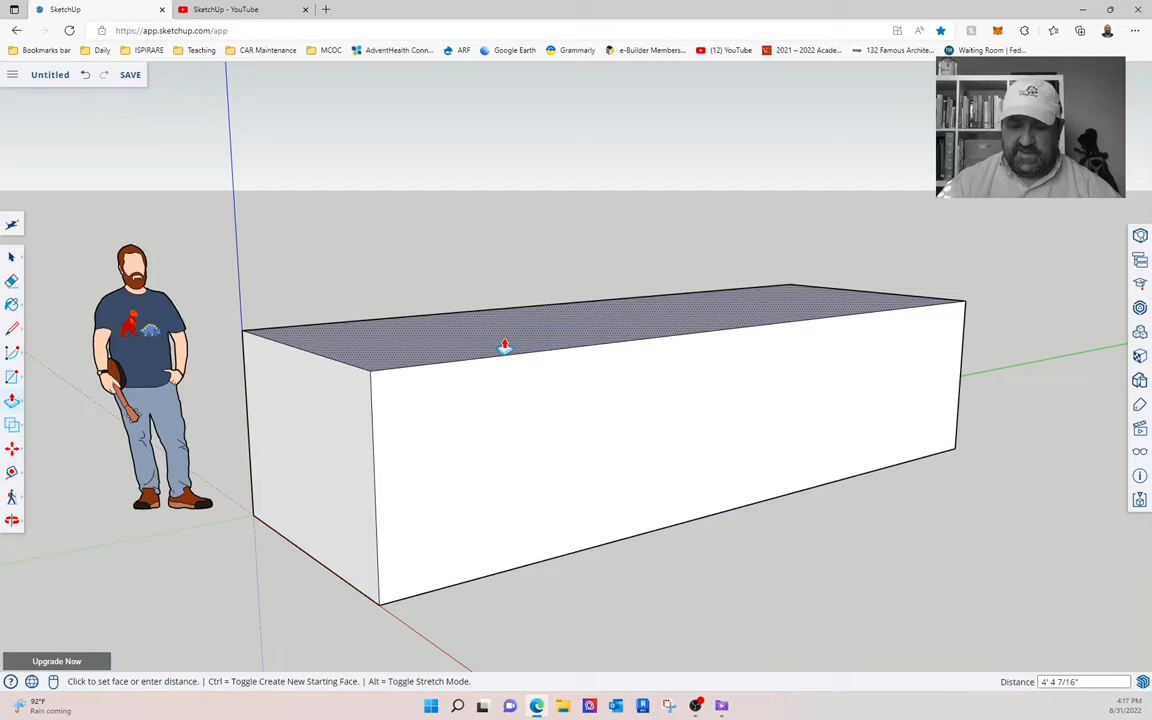 SketchUp
SketchUp - YouTube
https://app.sketchup.com/app
Bookmarks bar
Daily
ISPIRARE
Teaching
CAR Maintenance
MCOC
AdventHealth Conn...
ARF
Google Earth
Grammarly
e-Builder Members...
(12) YouTube
2021 – 2022 Acade...
132 Famous Archite...
Waiting Room | Fed...
Untitled
SAVE
Upgrade Now
Click to set face or enter distance. | Ctrl = Toggle Create New Starting Face. | Alt = Toggle Stretch Mode.
Distance
4' 4 7/16"
92°F
Rain coming
4:17 PM
8/31/2022